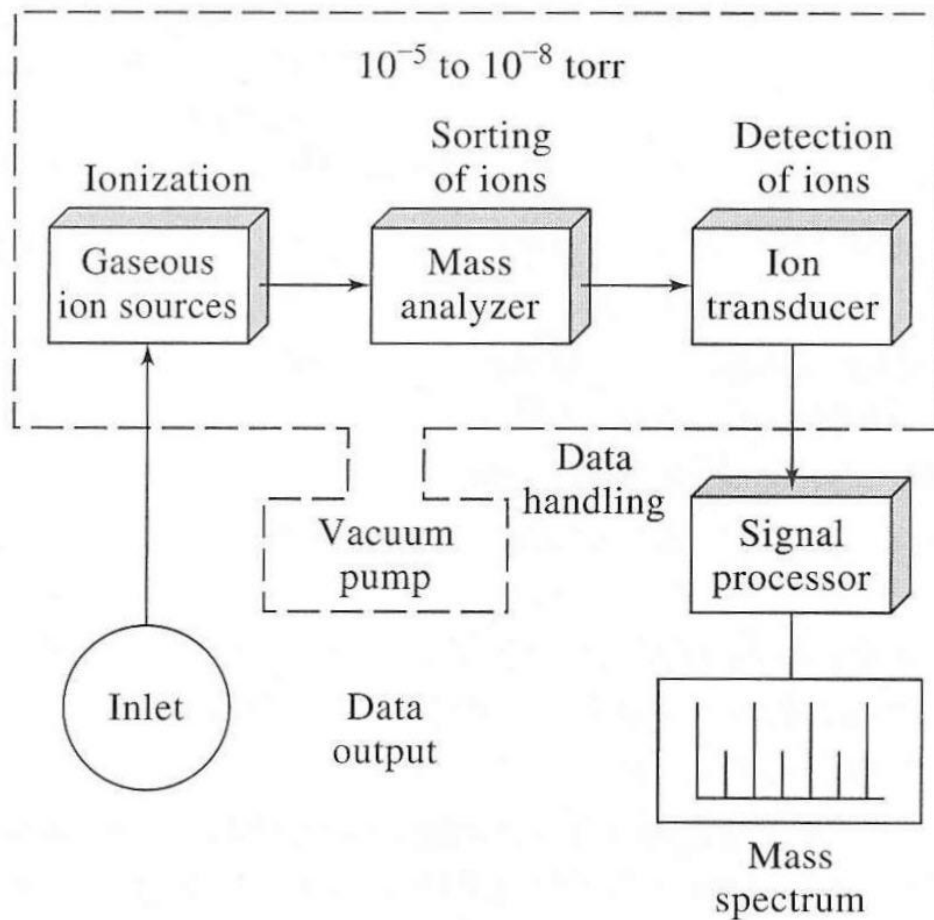 10⁻⁵ to 10⁻⁸ torr
Ionization
Sorting
of ions
Detection
of ions
Gaseous
ion sources
Mass
analyzer
Ion
transducer
Vacuum
pump
Data
handling
Signal
processor
Inlet
Data
output
Mass
spectrum